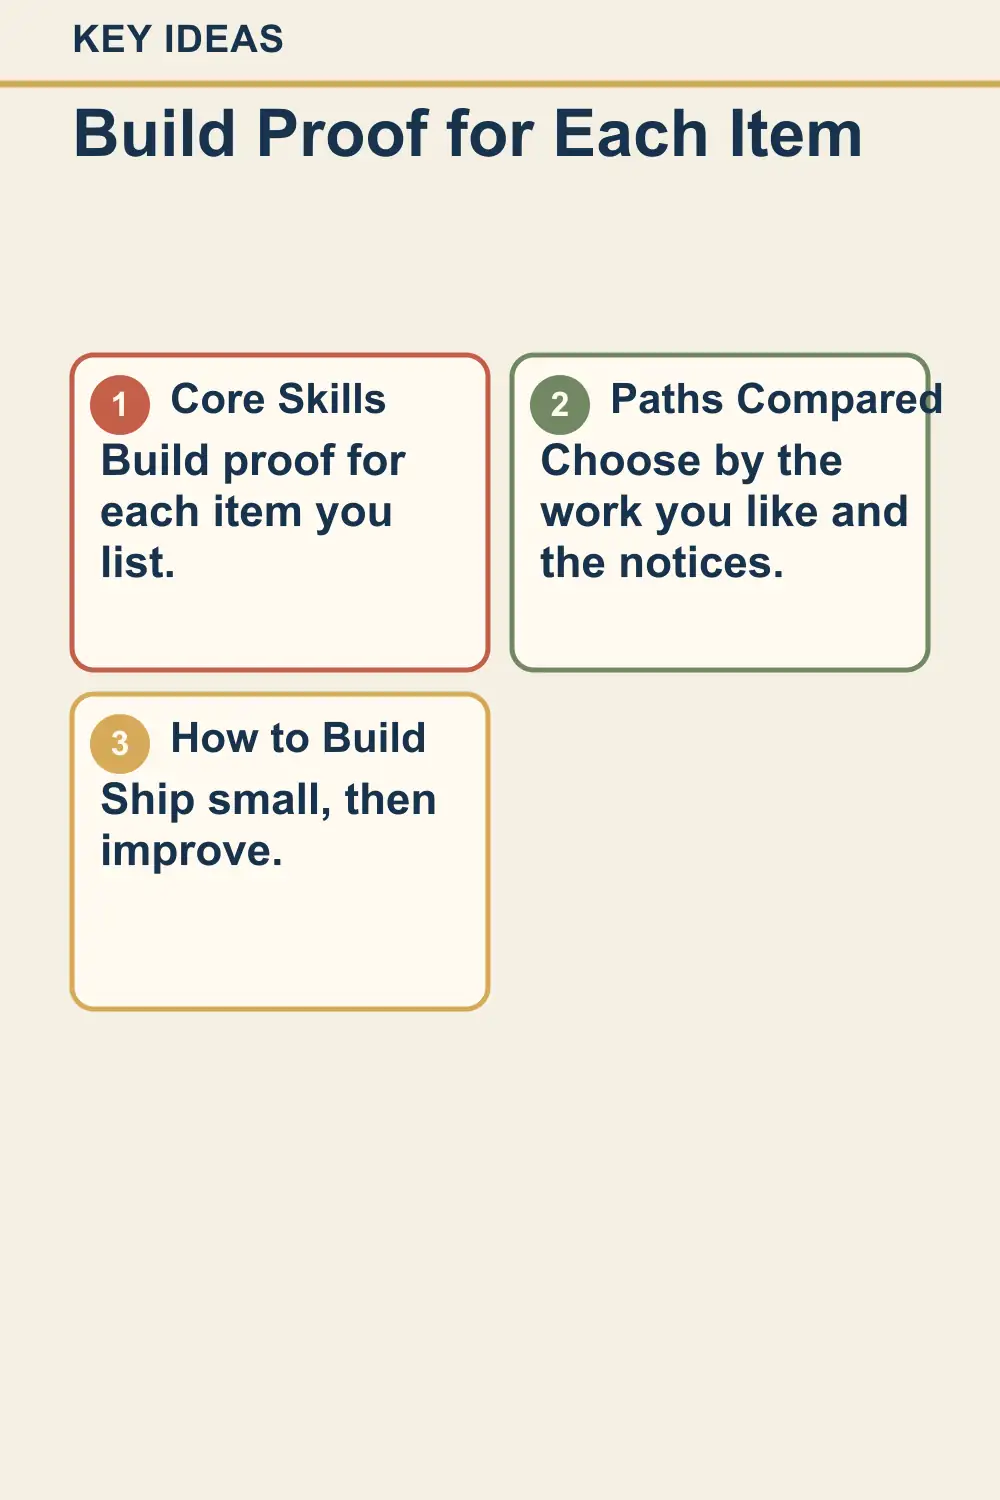 KEY IDEAS
Build Proof for Each Item
1 Core Skills
Build proof for
each item you
list.
2 Paths Compared
Choose by the
work you like and
the notices.
3 How to Build
Ship small, then
improve.